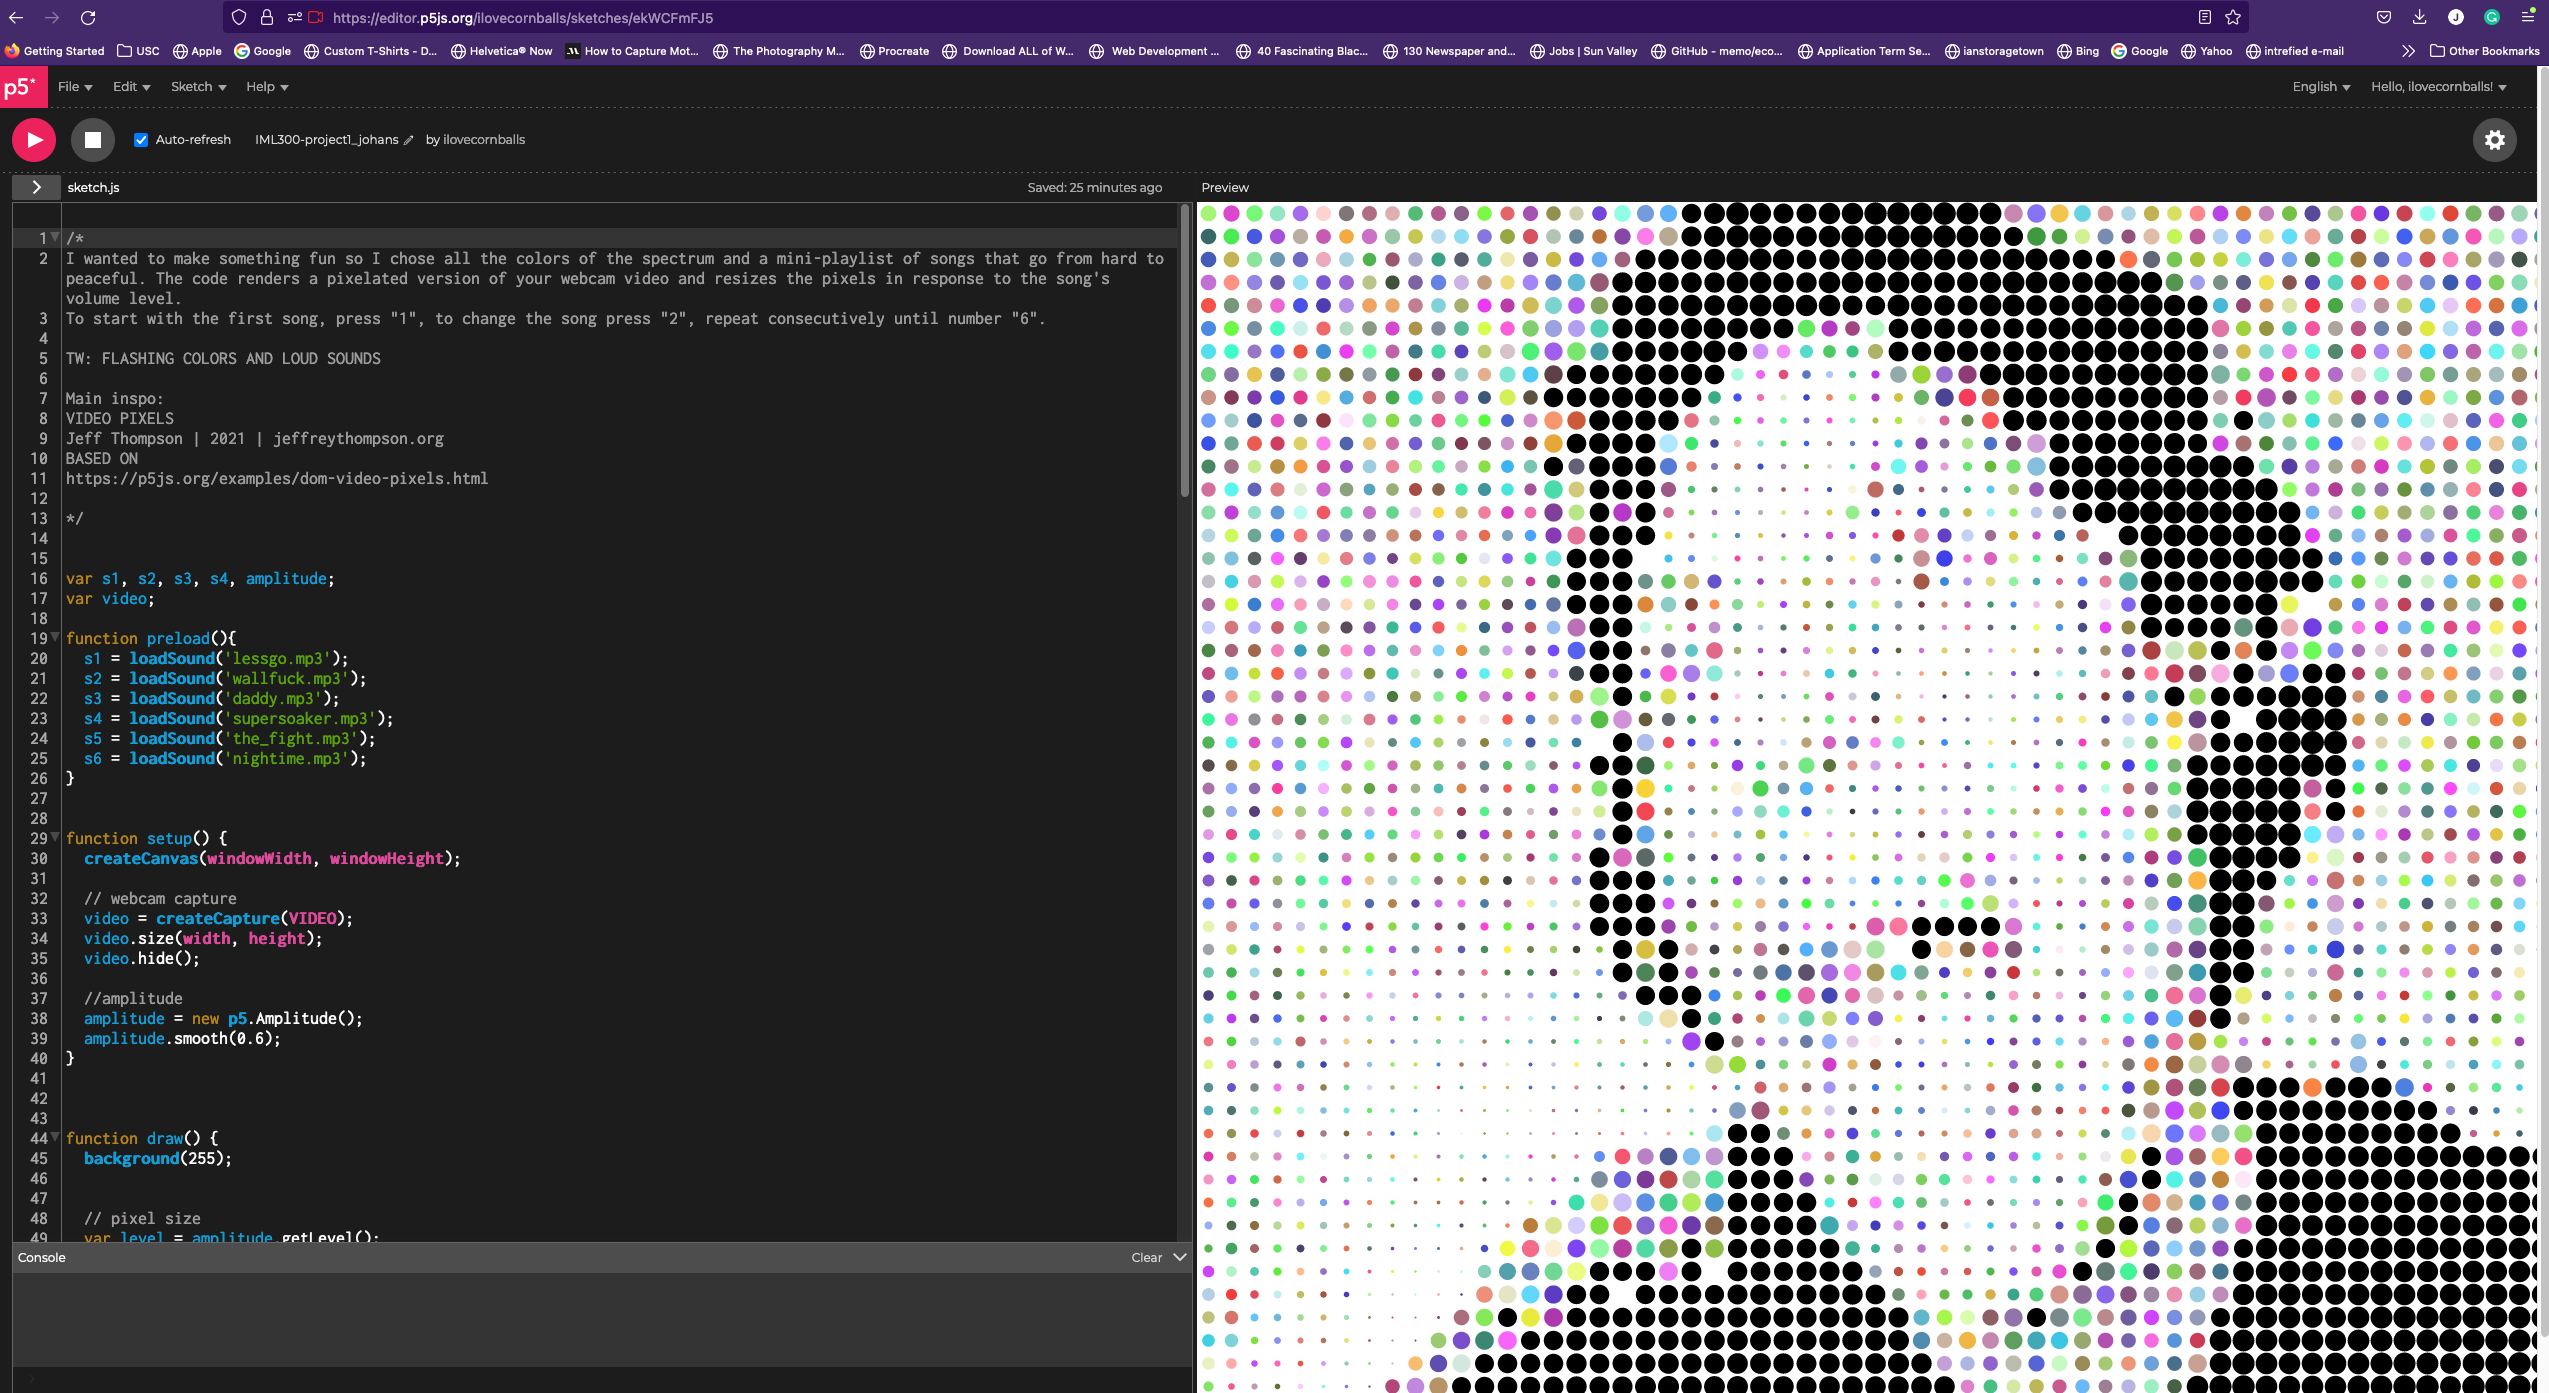 https://editor.p5js.org/ilovecornballs/sketches/ekWCFmFJ5
Getting Started USC Apple Google Custom T-Shirts - D... Helvetica® Now How to Capture Mot... The Photography M... Procreate Download ALL of W... Web Development ... 40 Fascinating Blac... 130 Newspaper and... Jobs | Sun Valley GitHub - memo/eco... Application Term Se... ianstoragetown Bing Google Yahoo intrefied e-mail Other Bookmarks
p5* File Edit Sketch Help English Hello, ilovecornballs!
Auto-refresh IML300-project1_johans by ilovecornballs
sketch.js Saved: 25 minutes ago Preview
1 /*
2 I wanted to make something fun so I chose all the colors of the spectrum and a mini-playlist of songs that go from hard to
peaceful. The code renders a pixelated version of your webcam video and resizes the pixels in response to the song's
volume level.
3 To start with the first song, press "1", to change the song press "2", repeat consecutively until number "6".
4
5 TW: FLASHING COLORS AND LOUD SOUNDS
6
7 Main inspo:
8 VIDEO PIXELS
9 Jeff Thompson | 2021 | jeffreythompson.org
10 BASED ON
11 https://p5js.org/examples/dom-video-pixels.html
12
13 */
14
15
16 var s1, s2, s3, s4, amplitude;
17 var video;
18
19 function preload(){
20 s1 = loadSound('lessgo.mp3');
21 s2 = loadSound('wallfuck.mp3');
22 s3 = loadSound('daddy.mp3');
23 s4 = loadSound('supersoaker.mp3');
24 s5 = loadSound('the_fight.mp3');
25 s6 = loadSound('nightime.mp3');
26 }
27
28
29 function setup() {
30 createCanvas(windowWidth, windowHeight);
31
32 // webcam capture
33 video = createCapture(VIDEO);
34 video.size(width, height);
35 video.hide();
36
37 //amplitude
38 amplitude = new p5.Amplitude();
39 amplitude.smooth(0.6);
40 }
41
42
43
44 function draw() {
45 background(255);
46
47
48 // pixel size
49 var level = amplitude.getLevel();
Console Clear